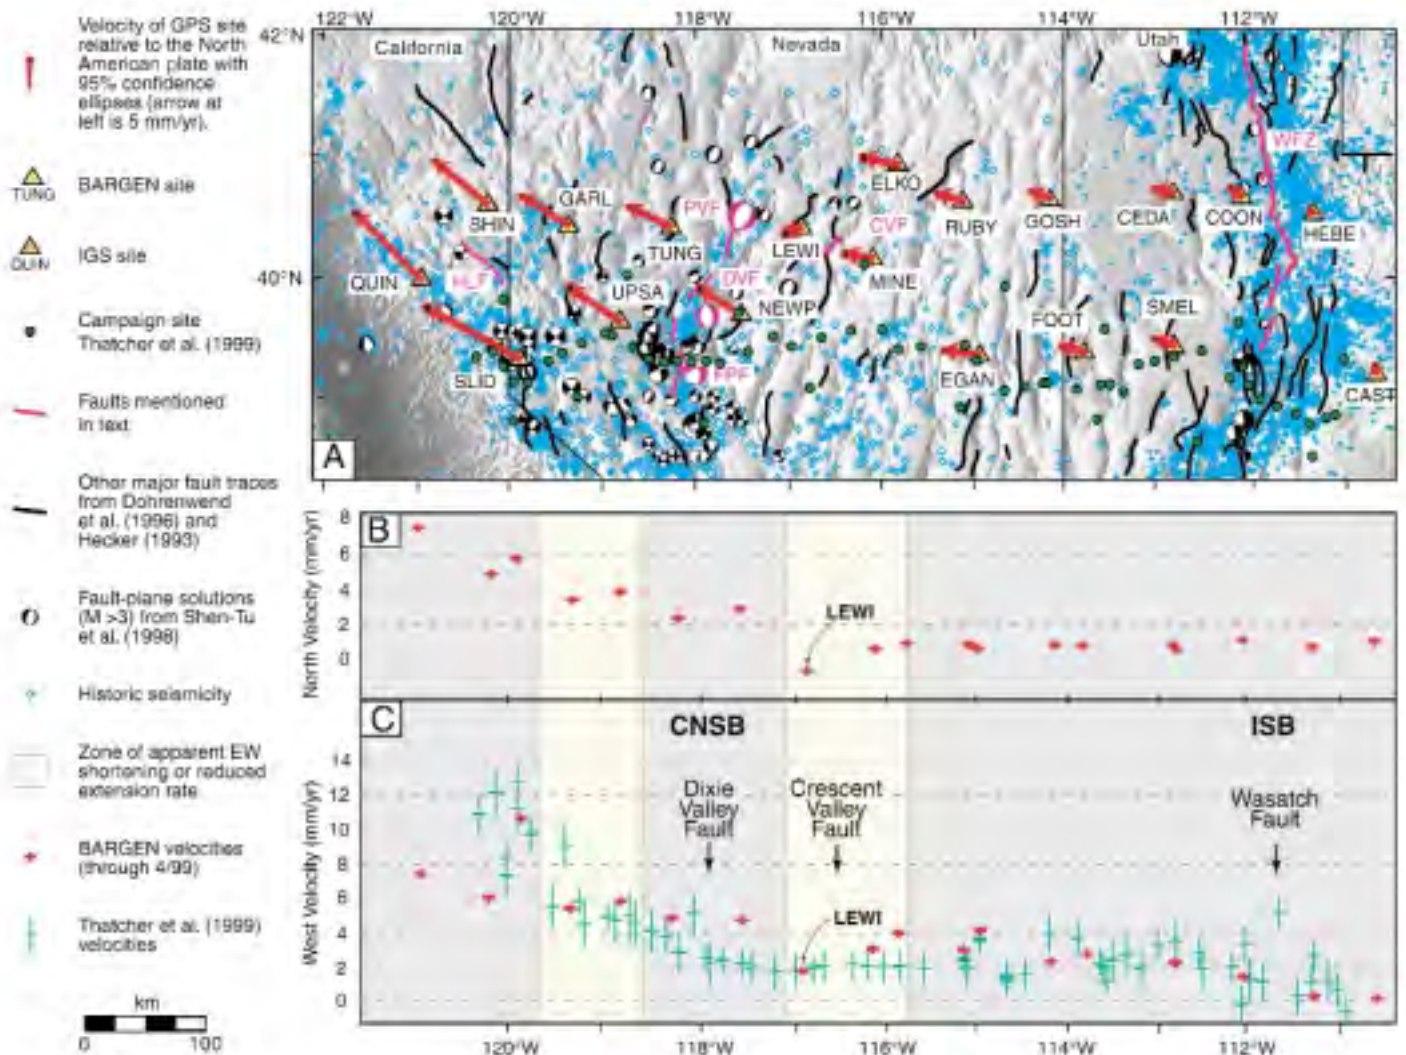 122°W
120°W
118°W
116°W
114°W
112°W
42°N
40°N
California
Nevada
Utah
Velocity of GPS site
relative to the North
American plate with
95% confidence
ellipses (arrow at
left is 5 mm/yr).
TUNG
BARGEN site
QUIN
IGS site
Campaign site
Thatcher et al. (1999)
Faults mentioned
in text
Other major fault traces
from Dohrenwend
et al. (1996) and
Hecker (1993)
Fault-plane solutions
(M >3) from Shen-Tu
et al. (1998)
Historic seismicity
Zone of apparent EW
shortening or reduced
extension rate
BARGEN velocities
(through 4/99)
Thatcher et al. (1999)
velocities
km
0 100
WFZ
ELKO
SHIN
GARL
PVF
TUNG
LEWI
CVF
RUBY
GOSH
CEDA
COON
HEBE
QUIN
HLF
UPSA
DVF
NEWP
MINE
FOOT
SMEL
SLID
FPF
EGAN
CAST
A
B
North Velocity (mm/yr)
8
6
4
2
0
LEWI
C
CNSB
ISB
West Velocity (mm/yr)
14
12
10
8
6
4
2
0
Dixie
Valley
Fault
Crescent
Valley
Fault
Wasatch
Fault
LEWI
120°W
118°W
116°W
114°W
112°W